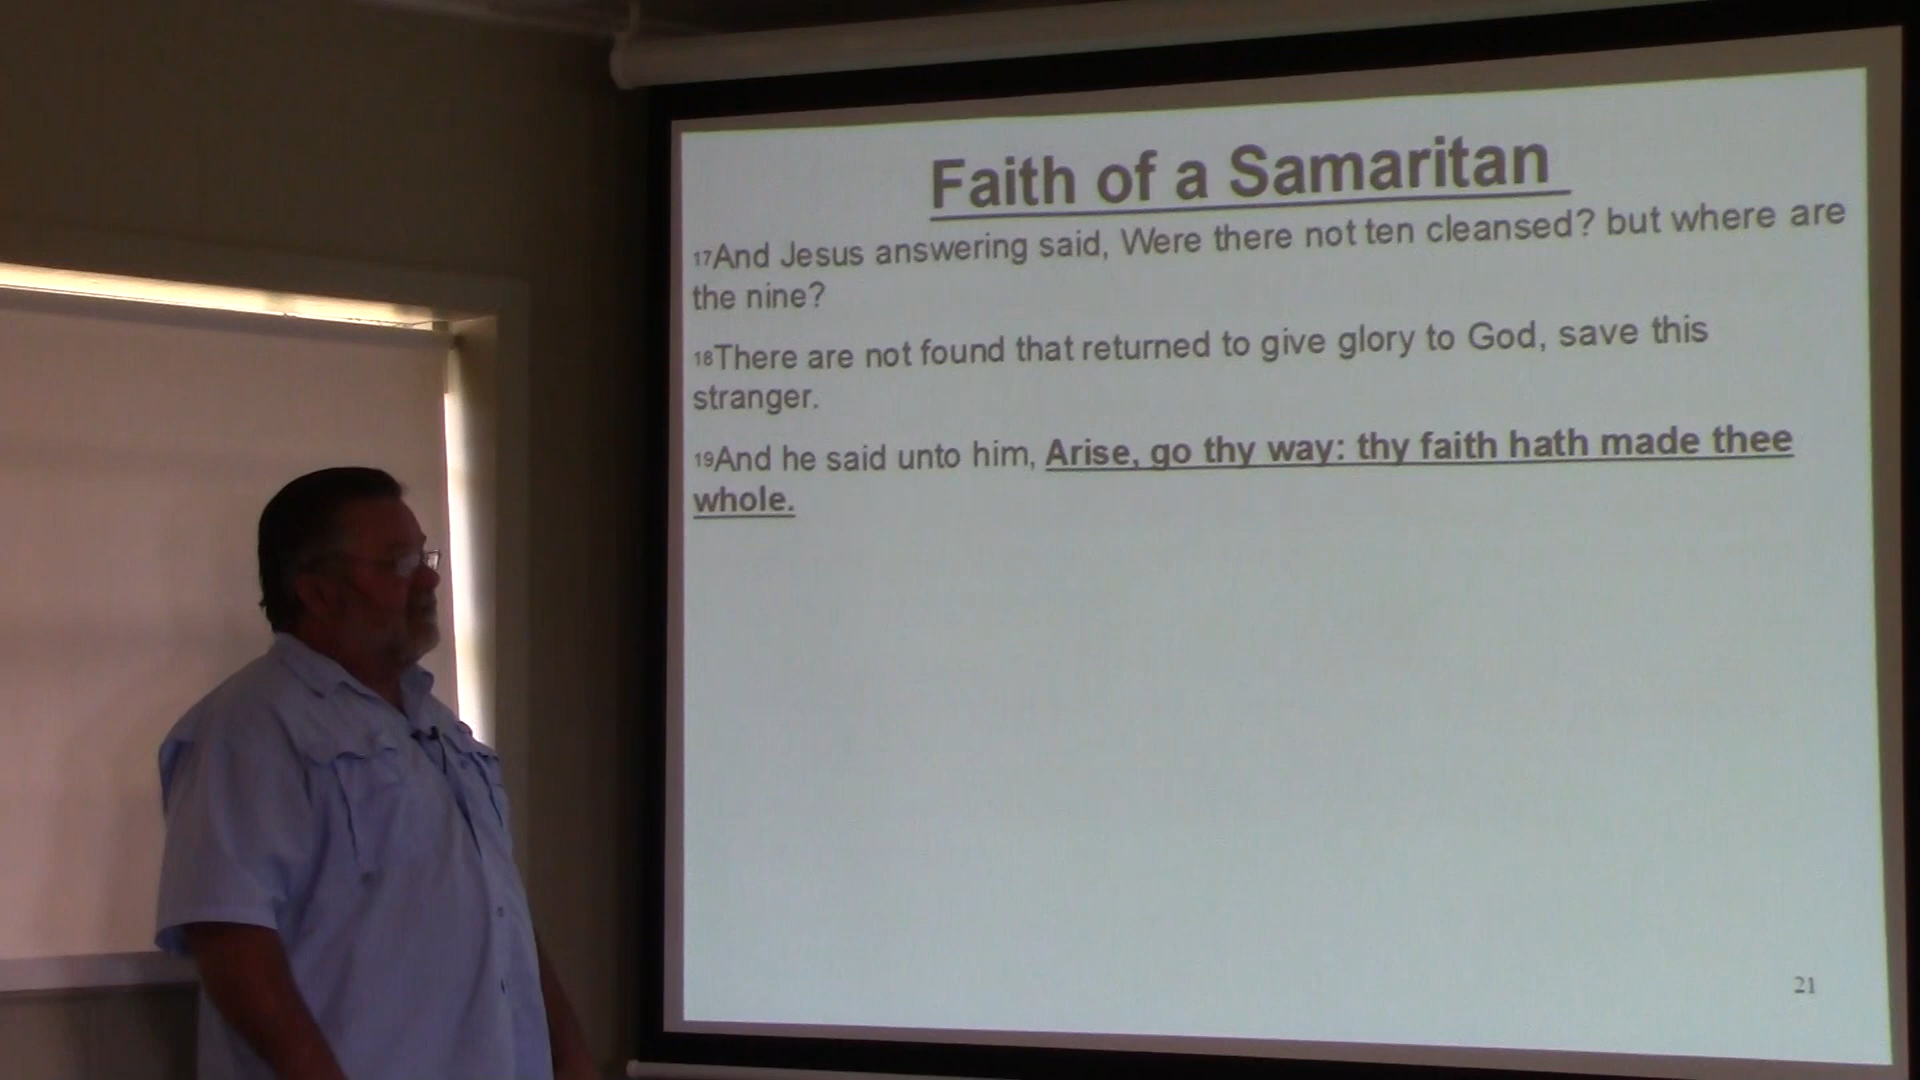 Faith of a Samaritan
17And Jesus answering said, Were there not ten cleansed? but where are
the nine?
18There are not found that returned to give glory to God, save this
stranger.
19And he said unto him, Arise, go thy way: thy faith hath made thee
whole.
21